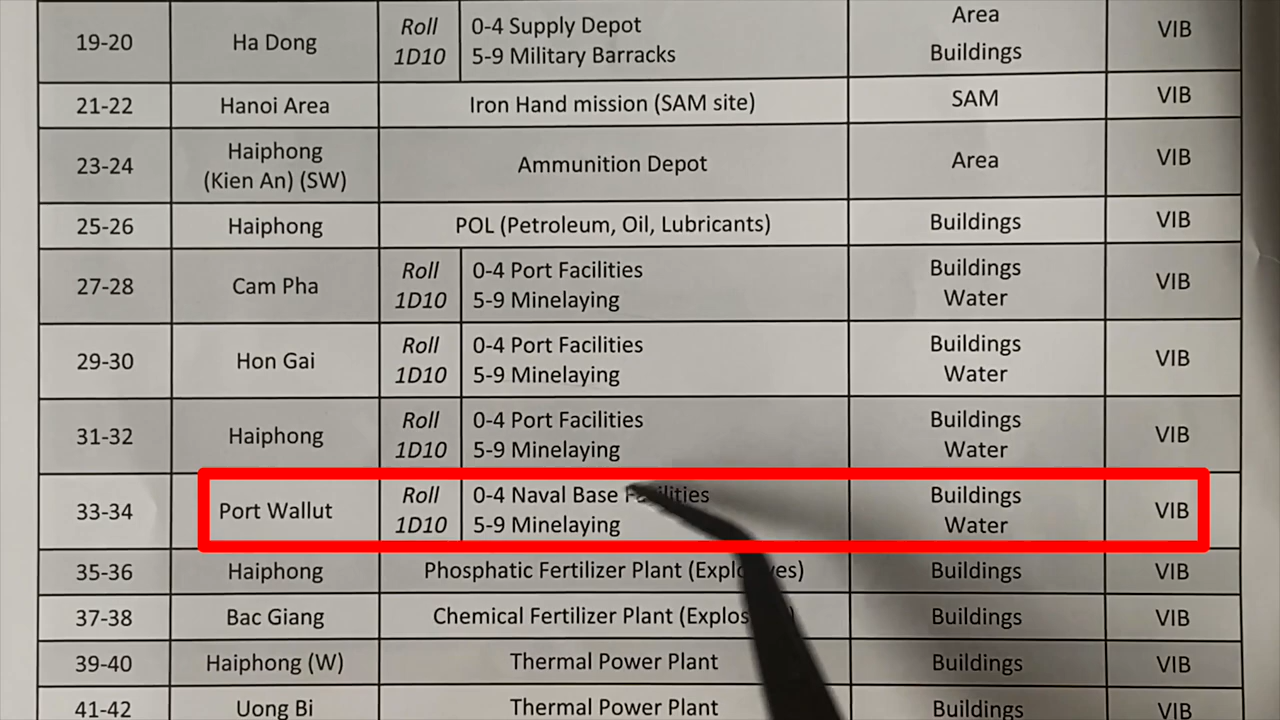 19-20 Ha Dong Roll 1D10 0-4 Supply Depot Area VIB
5-9 Military Barracks Buildings
21-22 Hanoi Area Iron Hand mission (SAM site) SAM VIB
23-24 Haiphong (Kien An) (SW) Ammunition Depot Area VIB
25-26 Haiphong POL (Petroleum, Oil, Lubricants) Buildings VIB
27-28 Cam Pha Roll 1D10 0-4 Port Facilities Buildings VIB
5-9 Minelaying Water
29-30 Hon Gai Roll 1D10 0-4 Port Facilities Buildings VIB
5-9 Minelaying Water
31-32 Haiphong Roll 1D10 0-4 Port Facilities Buildings VIB
5-9 Minelaying Water
33-34 Port Wallut Roll 1D10 0-4 Naval Base Facilities Buildings VIB
5-9 Minelaying Water
35-36 Haiphong Phosphatic Fertilizer Plant (Explosives) Buildings VIB
37-38 Bac Giang Chemical Fertilizer Plant Buildings VIB
39-40 Haiphong (W) Thermal Power Plant Buildings VIB
41-42 Uong Bi Thermal Power Plant Buildings VIB